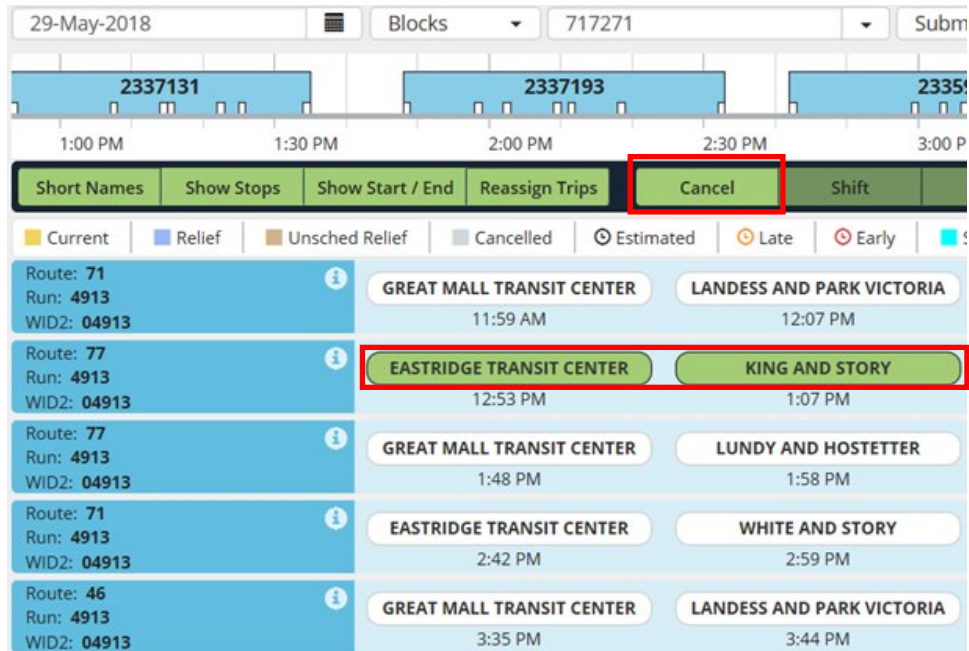 29-May-2018 Blocks 717271 Subm
2337131 2337193 23359
1:00 PM 1:30 PM 2:00 PM 2:30 PM 3:00 P
Short Names Show Stops Show Start / End Reassign Trips Cancel Shift
Current Relief Unsched Relief Cancelled Estimated Late Early S
Route: 71
Run: 4913
WID2: 04913
GREAT MALL TRANSIT CENTER LANDESS AND PARK VICTORIA
11:59 AM 12:07 PM
Route: 77
Run: 4913
WID2: 04913
EASTRIDGE TRANSIT CENTER KING AND STORY
12:53 PM 1:07 PM
Route: 77
Run: 4913
WID2: 04913
GREAT MALL TRANSIT CENTER LUNDY AND HOSTETTER
1:48 PM 1:58 PM
Route: 71
Run: 4913
WID2: 04913
EASTRIDGE TRANSIT CENTER WHITE AND STORY
2:42 PM 2:59 PM
Route: 46
Run: 4913
WID2: 04913
GREAT MALL TRANSIT CENTER LANDESS AND PARK VICTORIA
3:35 PM 3:44 PM